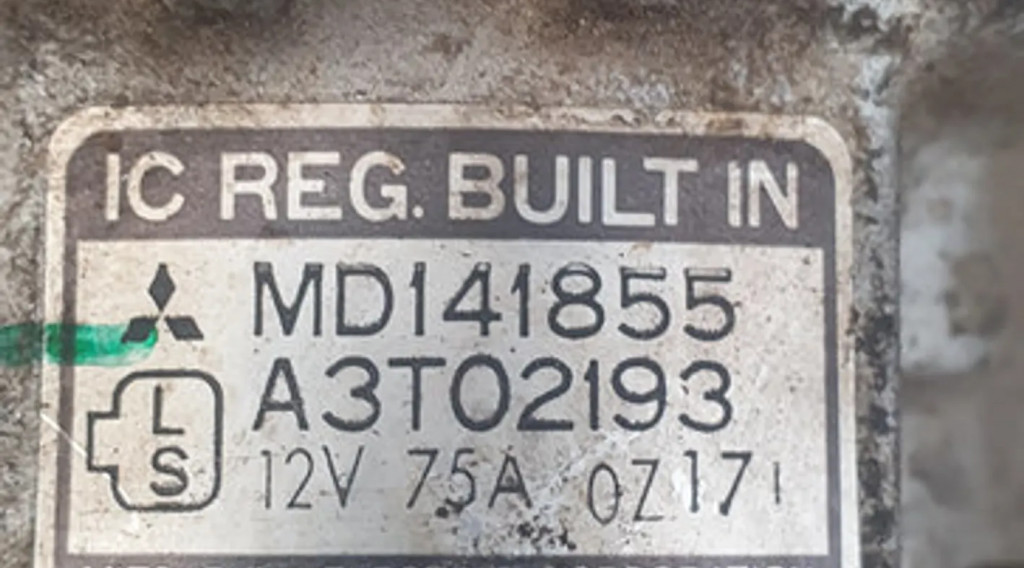 IC REG. BUILT IN
MD141855
A3T02193
L
S
12V 75A 0Z171